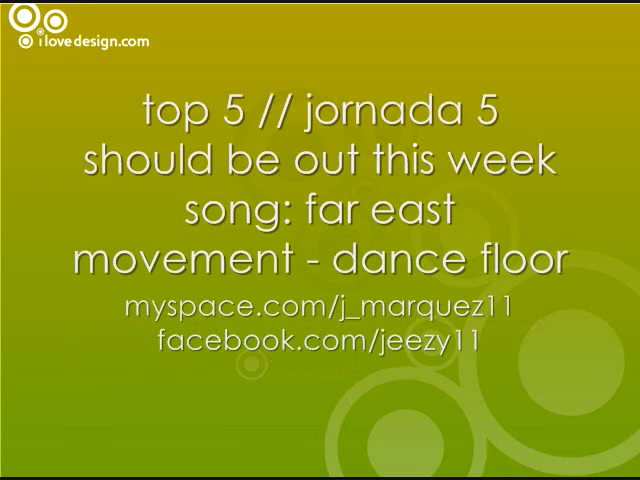 i love design.com
top 5 // jornada 5
should be out this week
song: far east
movement - dance floor
myspace.com/j_marquez11
facebook.com/jeezy11